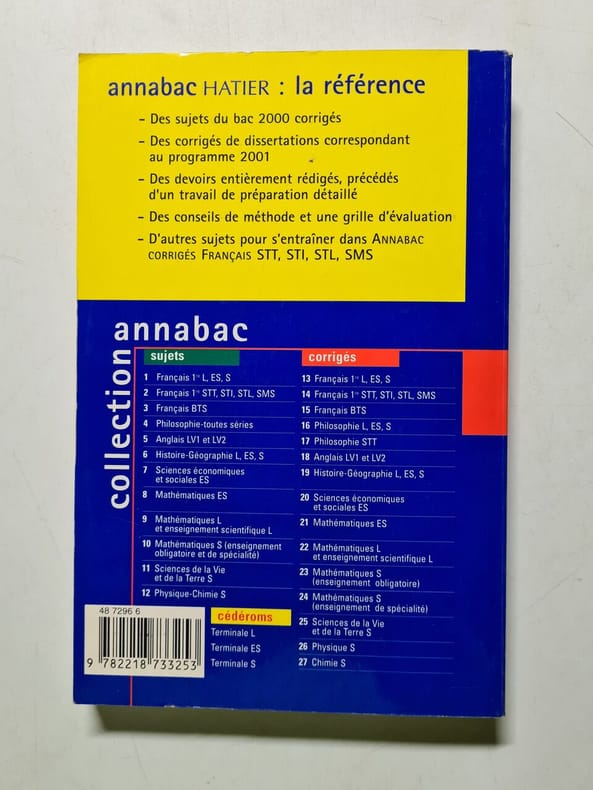 annabac HATIER : la référence
- Des sujets du bac 2000 corrigés
- Des corrigés de dissertations correspondant
au programme 2001
- Des devoirs entièrement rédigés, précédés
d'un travail de préparation détaillé
- Des conseils de méthode et une grille d'évaluation
- D'autres sujets pour s'entraîner dans ANNABAC
CORRIGÉS FRANÇAIS STT, STI, STL, SMS
collection
annabac
sujets
1 Français 1re L, ES, S
2 Français 1re STT, STI, STL, SMS
3 Français BTS
4 Philosophie-toutes séries
5 Anglais LV1 et LV2
6 Histoire-Géographie L, ES, S
7 Sciences économiques
et sociales ES
8 Mathématiques ES
9 Mathématiques L
et enseignement scientifique L
10 Mathématiques S (enseignement
obligatoire et de spécialité)
11 Sciences de la Vie
et de la Terre S
12 Physique-Chimie S
corrigés
13 Français 1re L, ES, S
14 Français 1re STT, STI, STL, SMS
15 Français BTS
16 Philosophie L, ES, S
17 Philosophie STT
18 Anglais LV1 et LV2
19 Histoire-Géographie L, ES, S
20 Sciences économiques
et sociales ES
21 Mathématiques ES
22 Mathématiques L
et enseignement scientifique L
23 Mathématiques S
(enseignement obligatoire)
24 Mathématiques S
(enseignement de spécialité)
25 Sciences de la Vie
et de la Terre S
26 Physique S
27 Chimie S
cédéroms
Terminale L
Terminale ES
Terminale S
48 7296 6
9 782218 733253